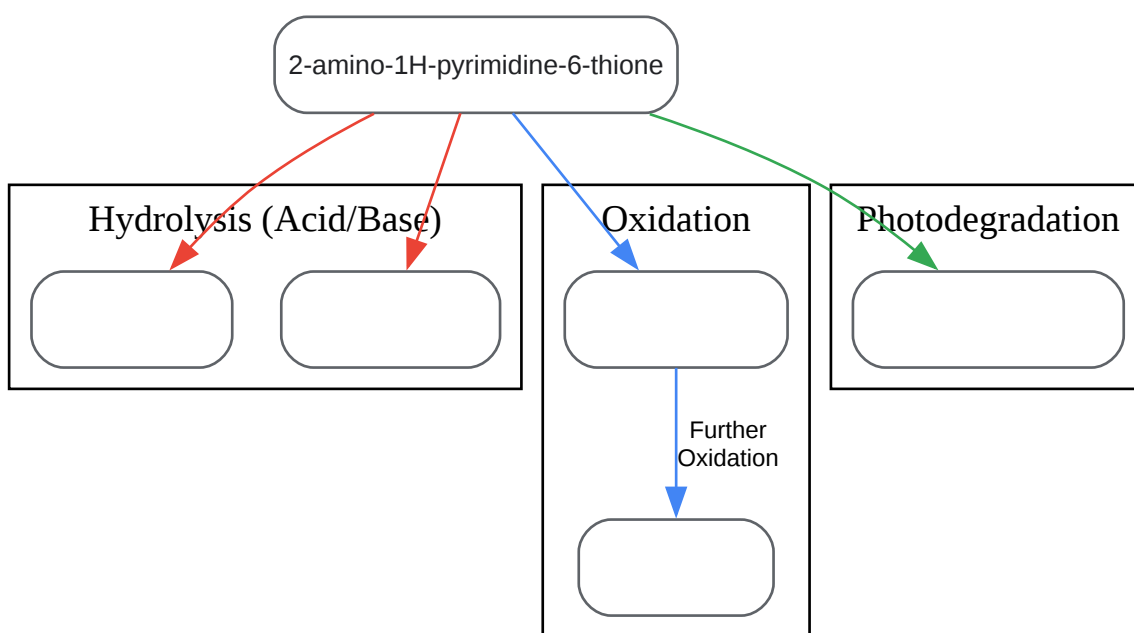 2-amino-1H-pyrimidine-6-thione
Hydrolysis (Acid/Base)
Oxidation
Photodegradation
Further
Oxidation